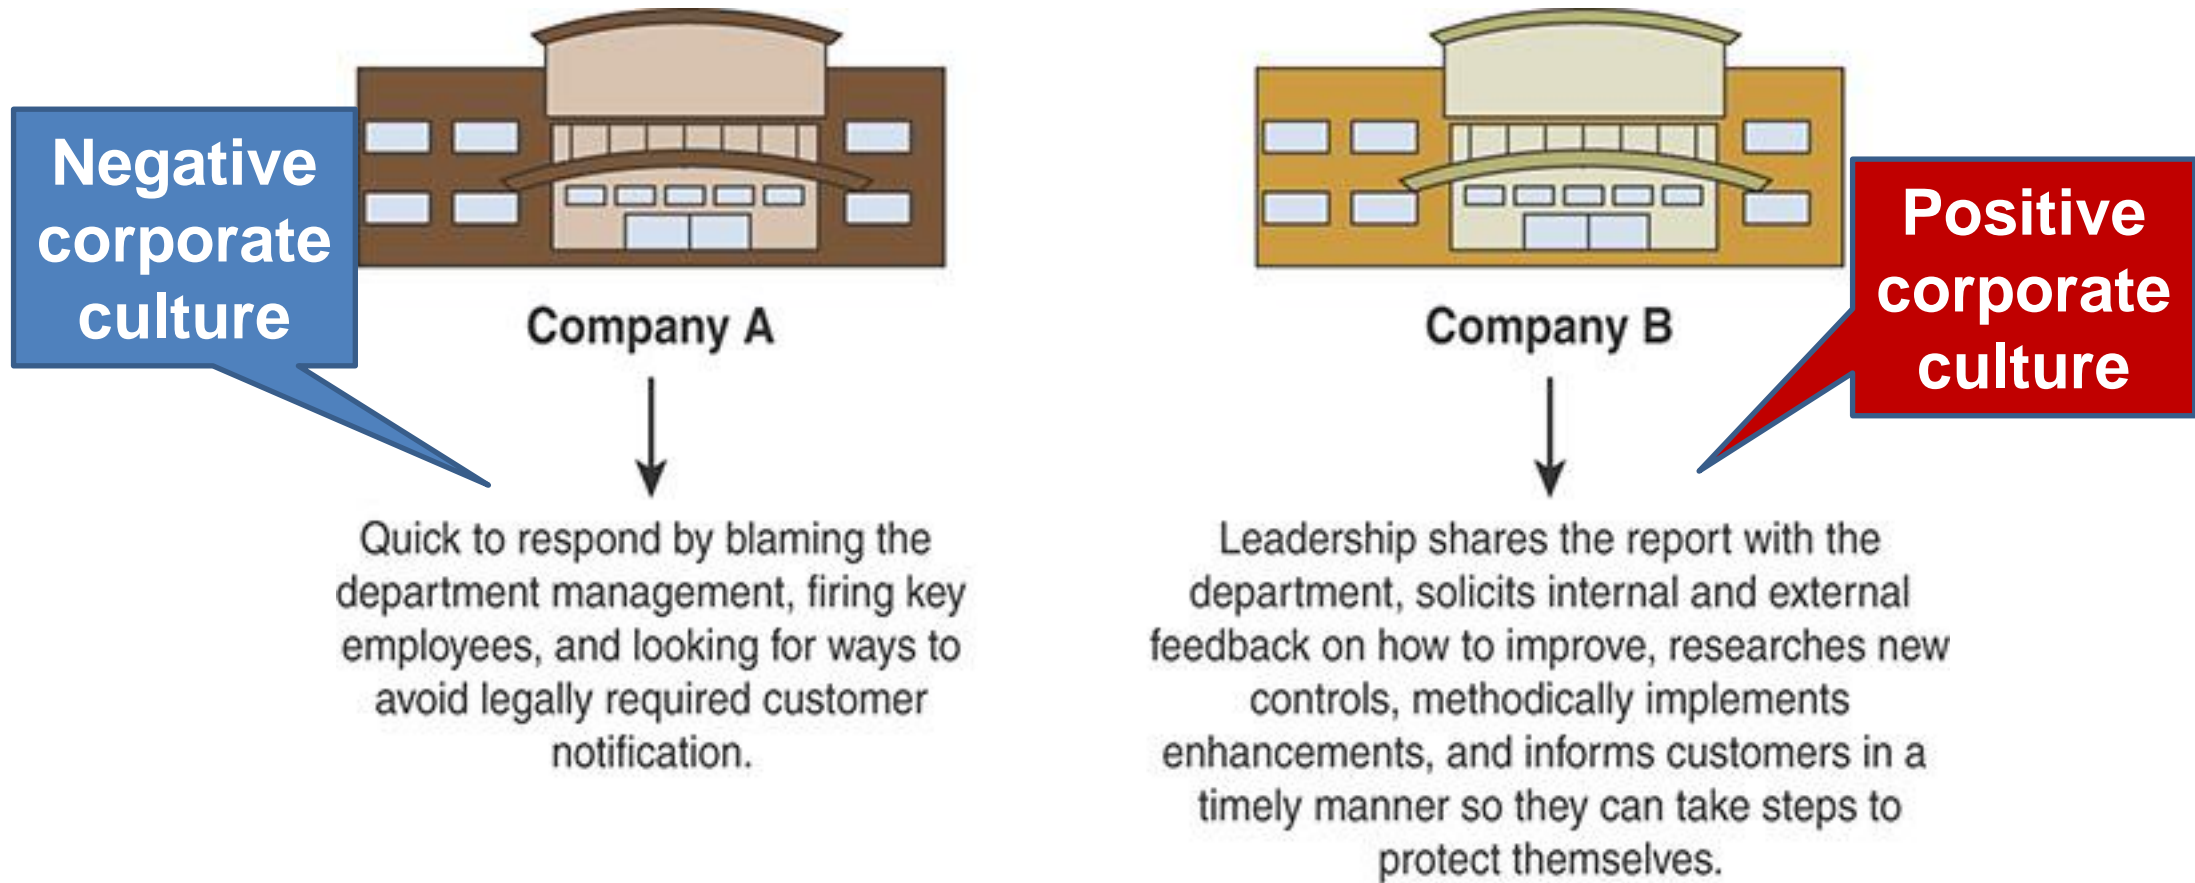 Negative
corporate
culture
Company A
Quick to respond by blaming the
department management, firing key
employees, and looking for ways to
avoid legally required customer
notification.
Positive
corporate
culture
Company B
Leadership shares the report with the
department, solicits internal and external
feedback on how to improve, researches new
controls, methodically implements
enhancements, and informs customers in a
timely manner so they can take steps to
protect themselves.